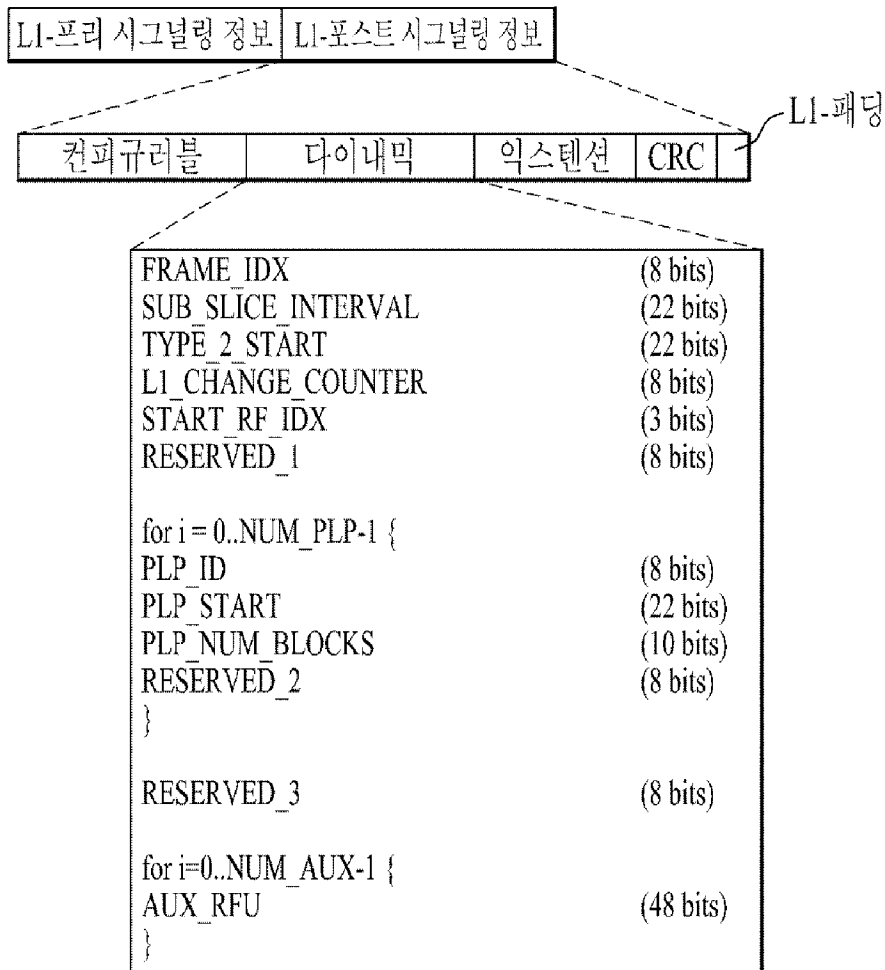 L1-프리 시그널링 정보 L1-포스트 시그널링 정보
L1-패딩
컨피규러블 다이내믹 익스텐션 CRC
FRAME_IDX (8 bits)
SUB_SLICE_INTERVAL (22 bits)
TYPE_2_START (22 bits)
L1_CHANGE_COUNTER (8 bits)
START_RF_IDX (3 bits)
RESERVED_1 (8 bits)
for i = 0..NUM_PLP-1 {
PLP_ID (8 bits)
PLP_START (22 bits)
PLP_NUM_BLOCKS (10 bits)
RESERVED_2 (8 bits)
}
RESERVED_3 (8 bits)
for i=0..NUM_AUX-1 {
AUX_RFU (48 bits)
}